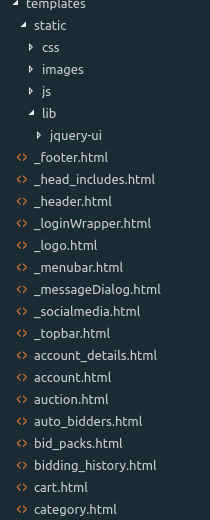 templates
static
css
images
js
lib
jquery-ui
_footer.html
_head_includes.html
_header.html
_loginWrapper.html
_logo.html
_menubar.html
_messageDialog.html
_socialmedia.html
_topbar.html
account_details.html
account.html
auction.html
auto_bidders.html
bid_packs.html
bidding_history.html
cart.html
category.html